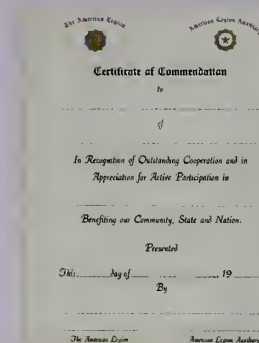 The American Legion
American Legion Auxiliary
Certificate of Commendation
to
of
In Recognition of Outstanding Cooperation and in
Appreciation for Active Participation in
Benefiting our Community, State and Nation.
Presented
This day of 19
By
The American Legion
American Legion Auxiliary